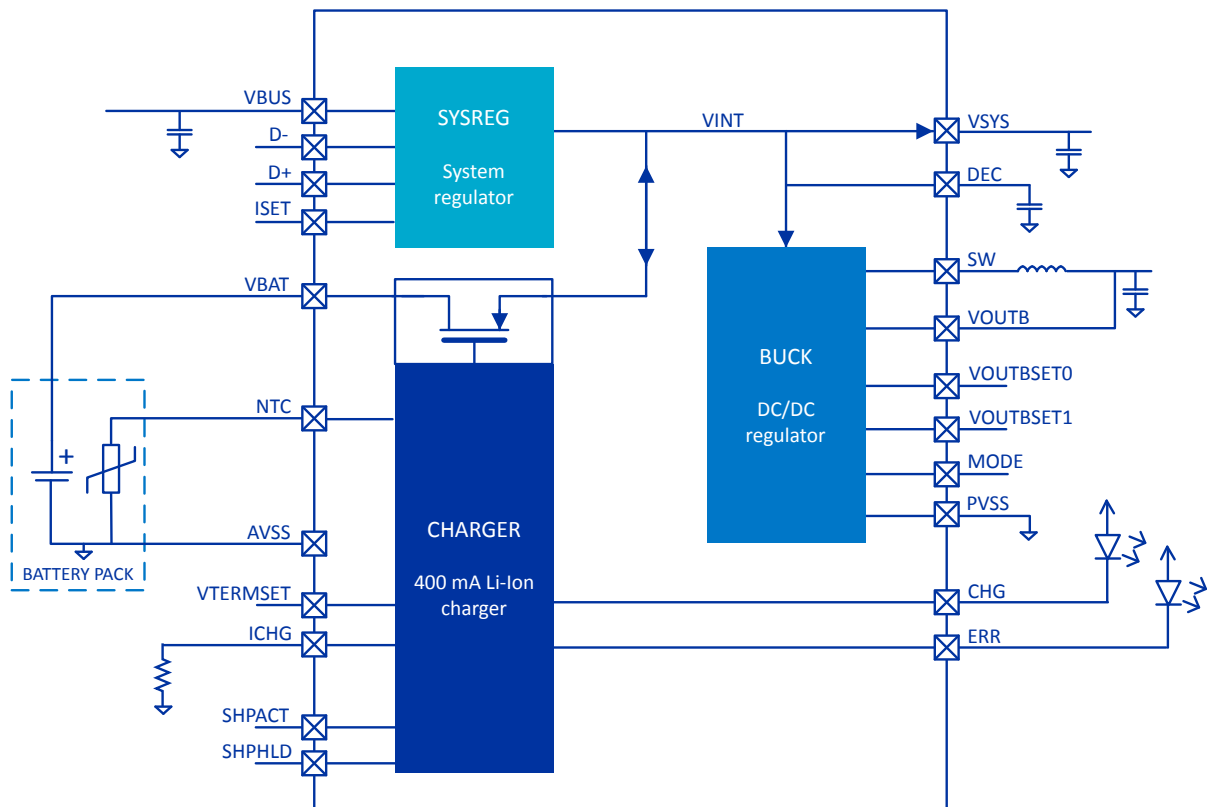 VBUS
D-
D+
ISET
VBAT
NTC
AVSS
VTERMSET
ICHG
SHPACT
SHPHLD
+
BATTERY PACK
SYSREG
System
regulator
CHARGER
400 mA Li-Ion
charger
VINT
BUCK
DC/DC
regulator
VSYS
DEC
SW
VOUTB
VOUTBSET0
VOUTBSET1
MODE
PVSS
CHG
ERR